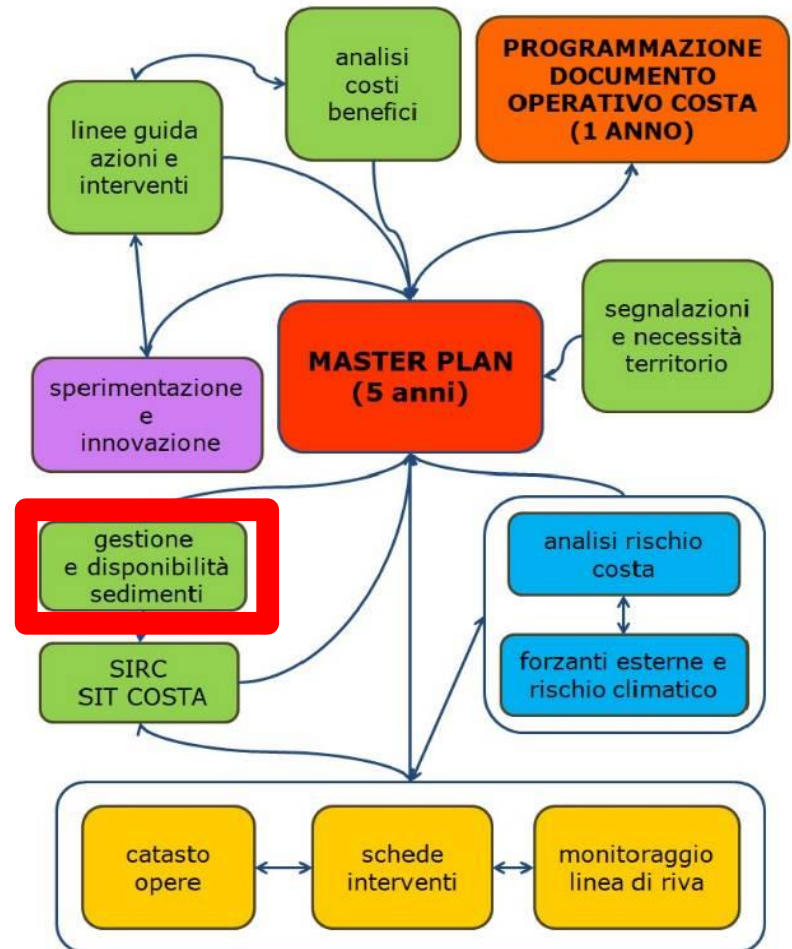 analisi
costi
benefici
PROGRAMMAZIONE
DOCUMENTO
OPERATIVO COSTA
(1 ANNO)
linee guida
azioni e
interventi
segnalazioni
e necessità
territorio
MASTER PLAN
(5 anni)
sperimentazione
e
innovazione
gestione
e disponibilità
sedimenti
analisi rischio
costa
SIRC
SIT COSTA
forzanti esterne e
rischio climatico
catasto
opere
schede
interventi
monitoraggio
linea di riva